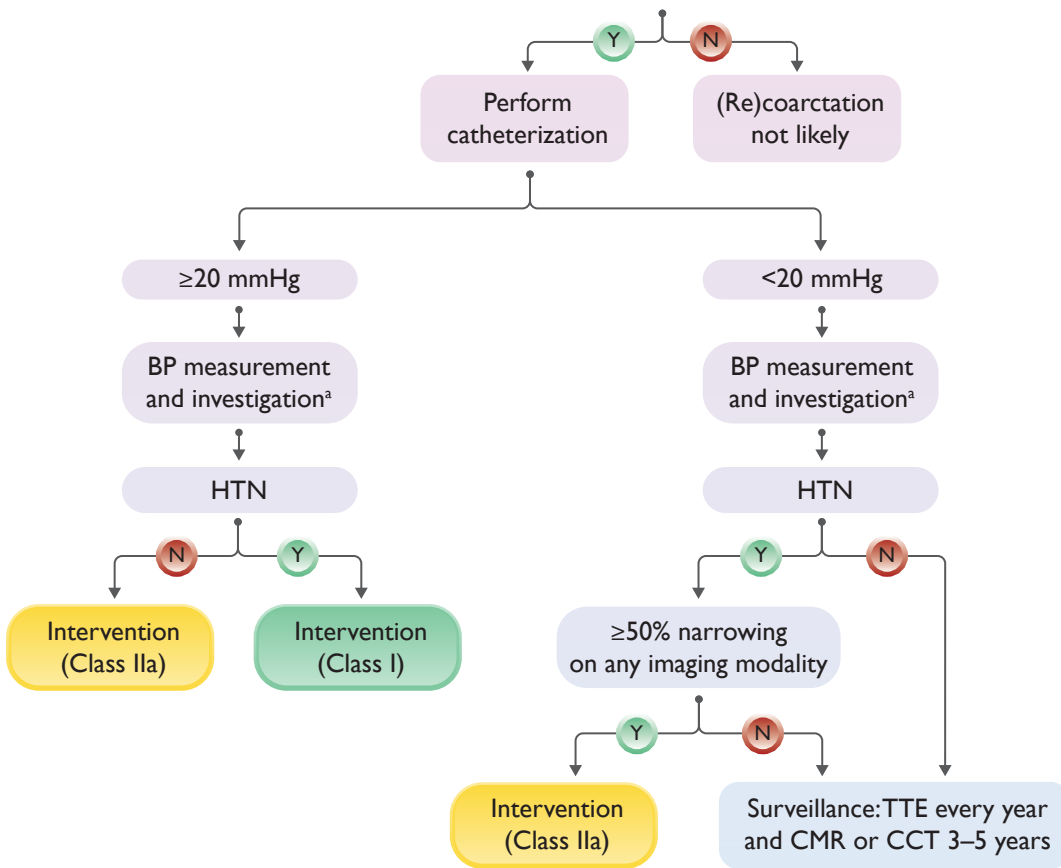 Y
N
Perform
catheterization
(Re)coarctation
not likely
≥20 mmHg
<20 mmHg
BP measurement
and investigationᵃ
BP measurement
and investigationᵃ
HTN
HTN
N
Y
Y
N
Intervention
(Class IIa)
Intervention
(Class I)
≥50% narrowing
on any imaging modality
Y
N
Intervention
(Class IIa)
Surveillance: TTE every year
and CMR or CCT 3–5 years